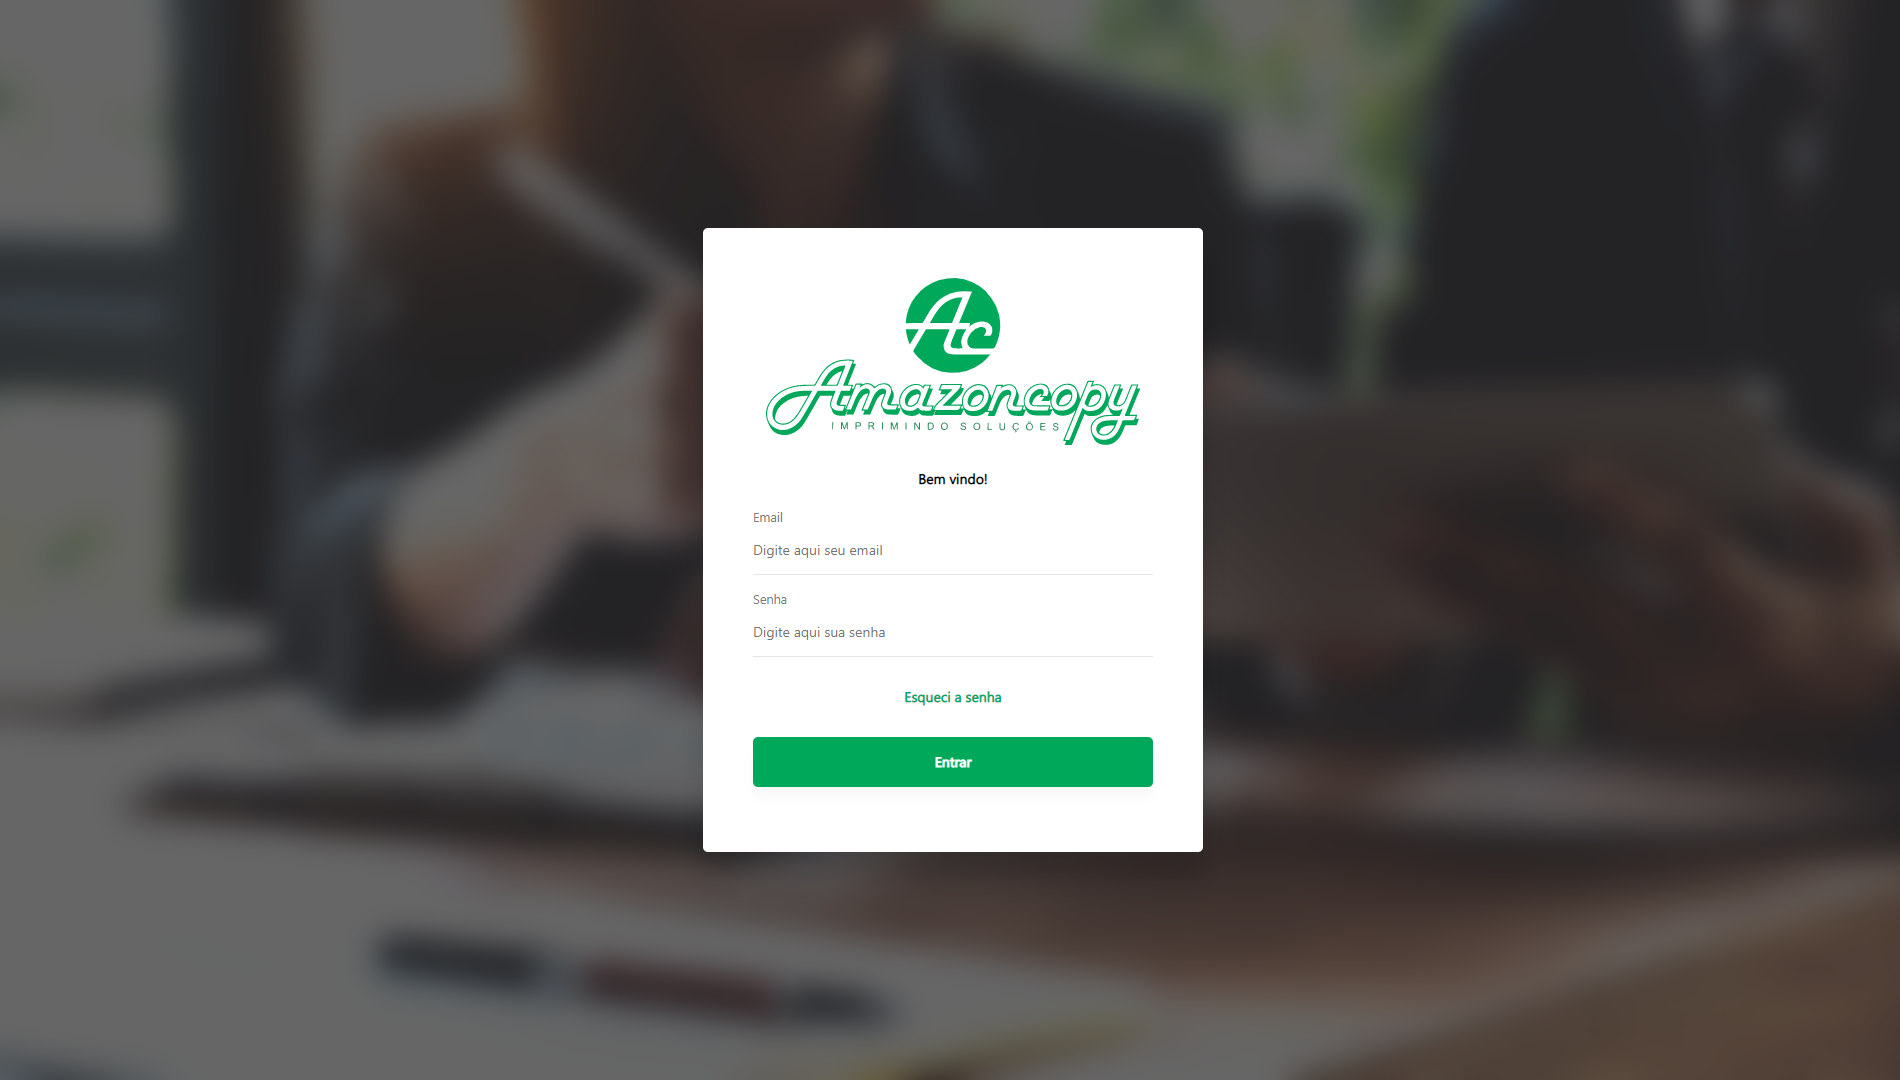 Ac
Amazoncopy
IMPRIMINDO SOLUÇÕES
Bem vindo!
Email
Digite aqui seu email
Senha
Digite aqui sua senha
Esqueci a senha
Entrar